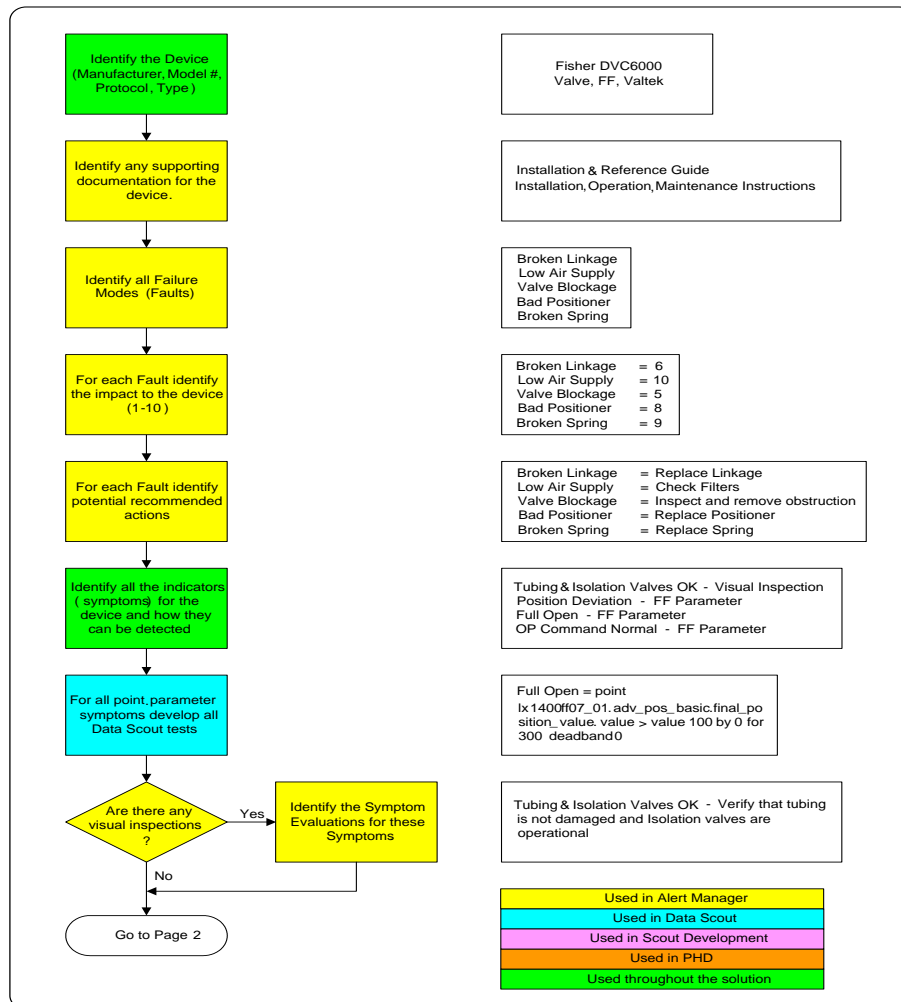 Identify the Device
(Manufacturer, Model #,
Protocol, Type)
Fisher DVC6000
Valve, FF, Valtek
Identify any supporting
documentation for the
device.
Installation & Reference Guide
Installation, Operation, Maintenance Instructions
Identify all Failure
Modes (Faults)
Broken Linkage
Low Air Supply
Valve Blockage
Bad Positioner
Broken Spring
For each Fault identify
the impact to the device
(1-10)
Broken Linkage = 6
Low Air Supply = 10
Valve Blockage = 5
Bad Positioner = 8
Broken Spring = 9
For each Fault identify
potential recommended
actions
Broken Linkage = Replace Linkage
Low Air Supply = Check Filters
Valve Blockage = Inspect and remove obstruction
Bad Positioner = Replace Positioner
Broken Spring = Replace Spring
Identify all the indicators
(symptoms) for the
device and how they
can be detected
Tubing & Isolation Valves OK - Visual Inspection
Position Deviation - FF Parameter
Full Open - FF Parameter
OP Command Normal - FF Parameter
For all point.parameter
symptoms develop all
Data Scout tests
Full Open = point
lx1400ff07_01.adv_pos_basic.final_po
sition_value.value > value 100 by 0 for
300 deadband 0
Are there any
visual inspections
?
Yes
Identify the Symptom
Evaluations for these
Symptoms
Tubing & Isolation Valves OK - Verify that tubing
is not damaged and Isolation valves are
operational
No
Go to Page 2
Used in Alert Manager
Used in Data Scout
Used in Scout Development
Used in PHD
Used throughout the solution